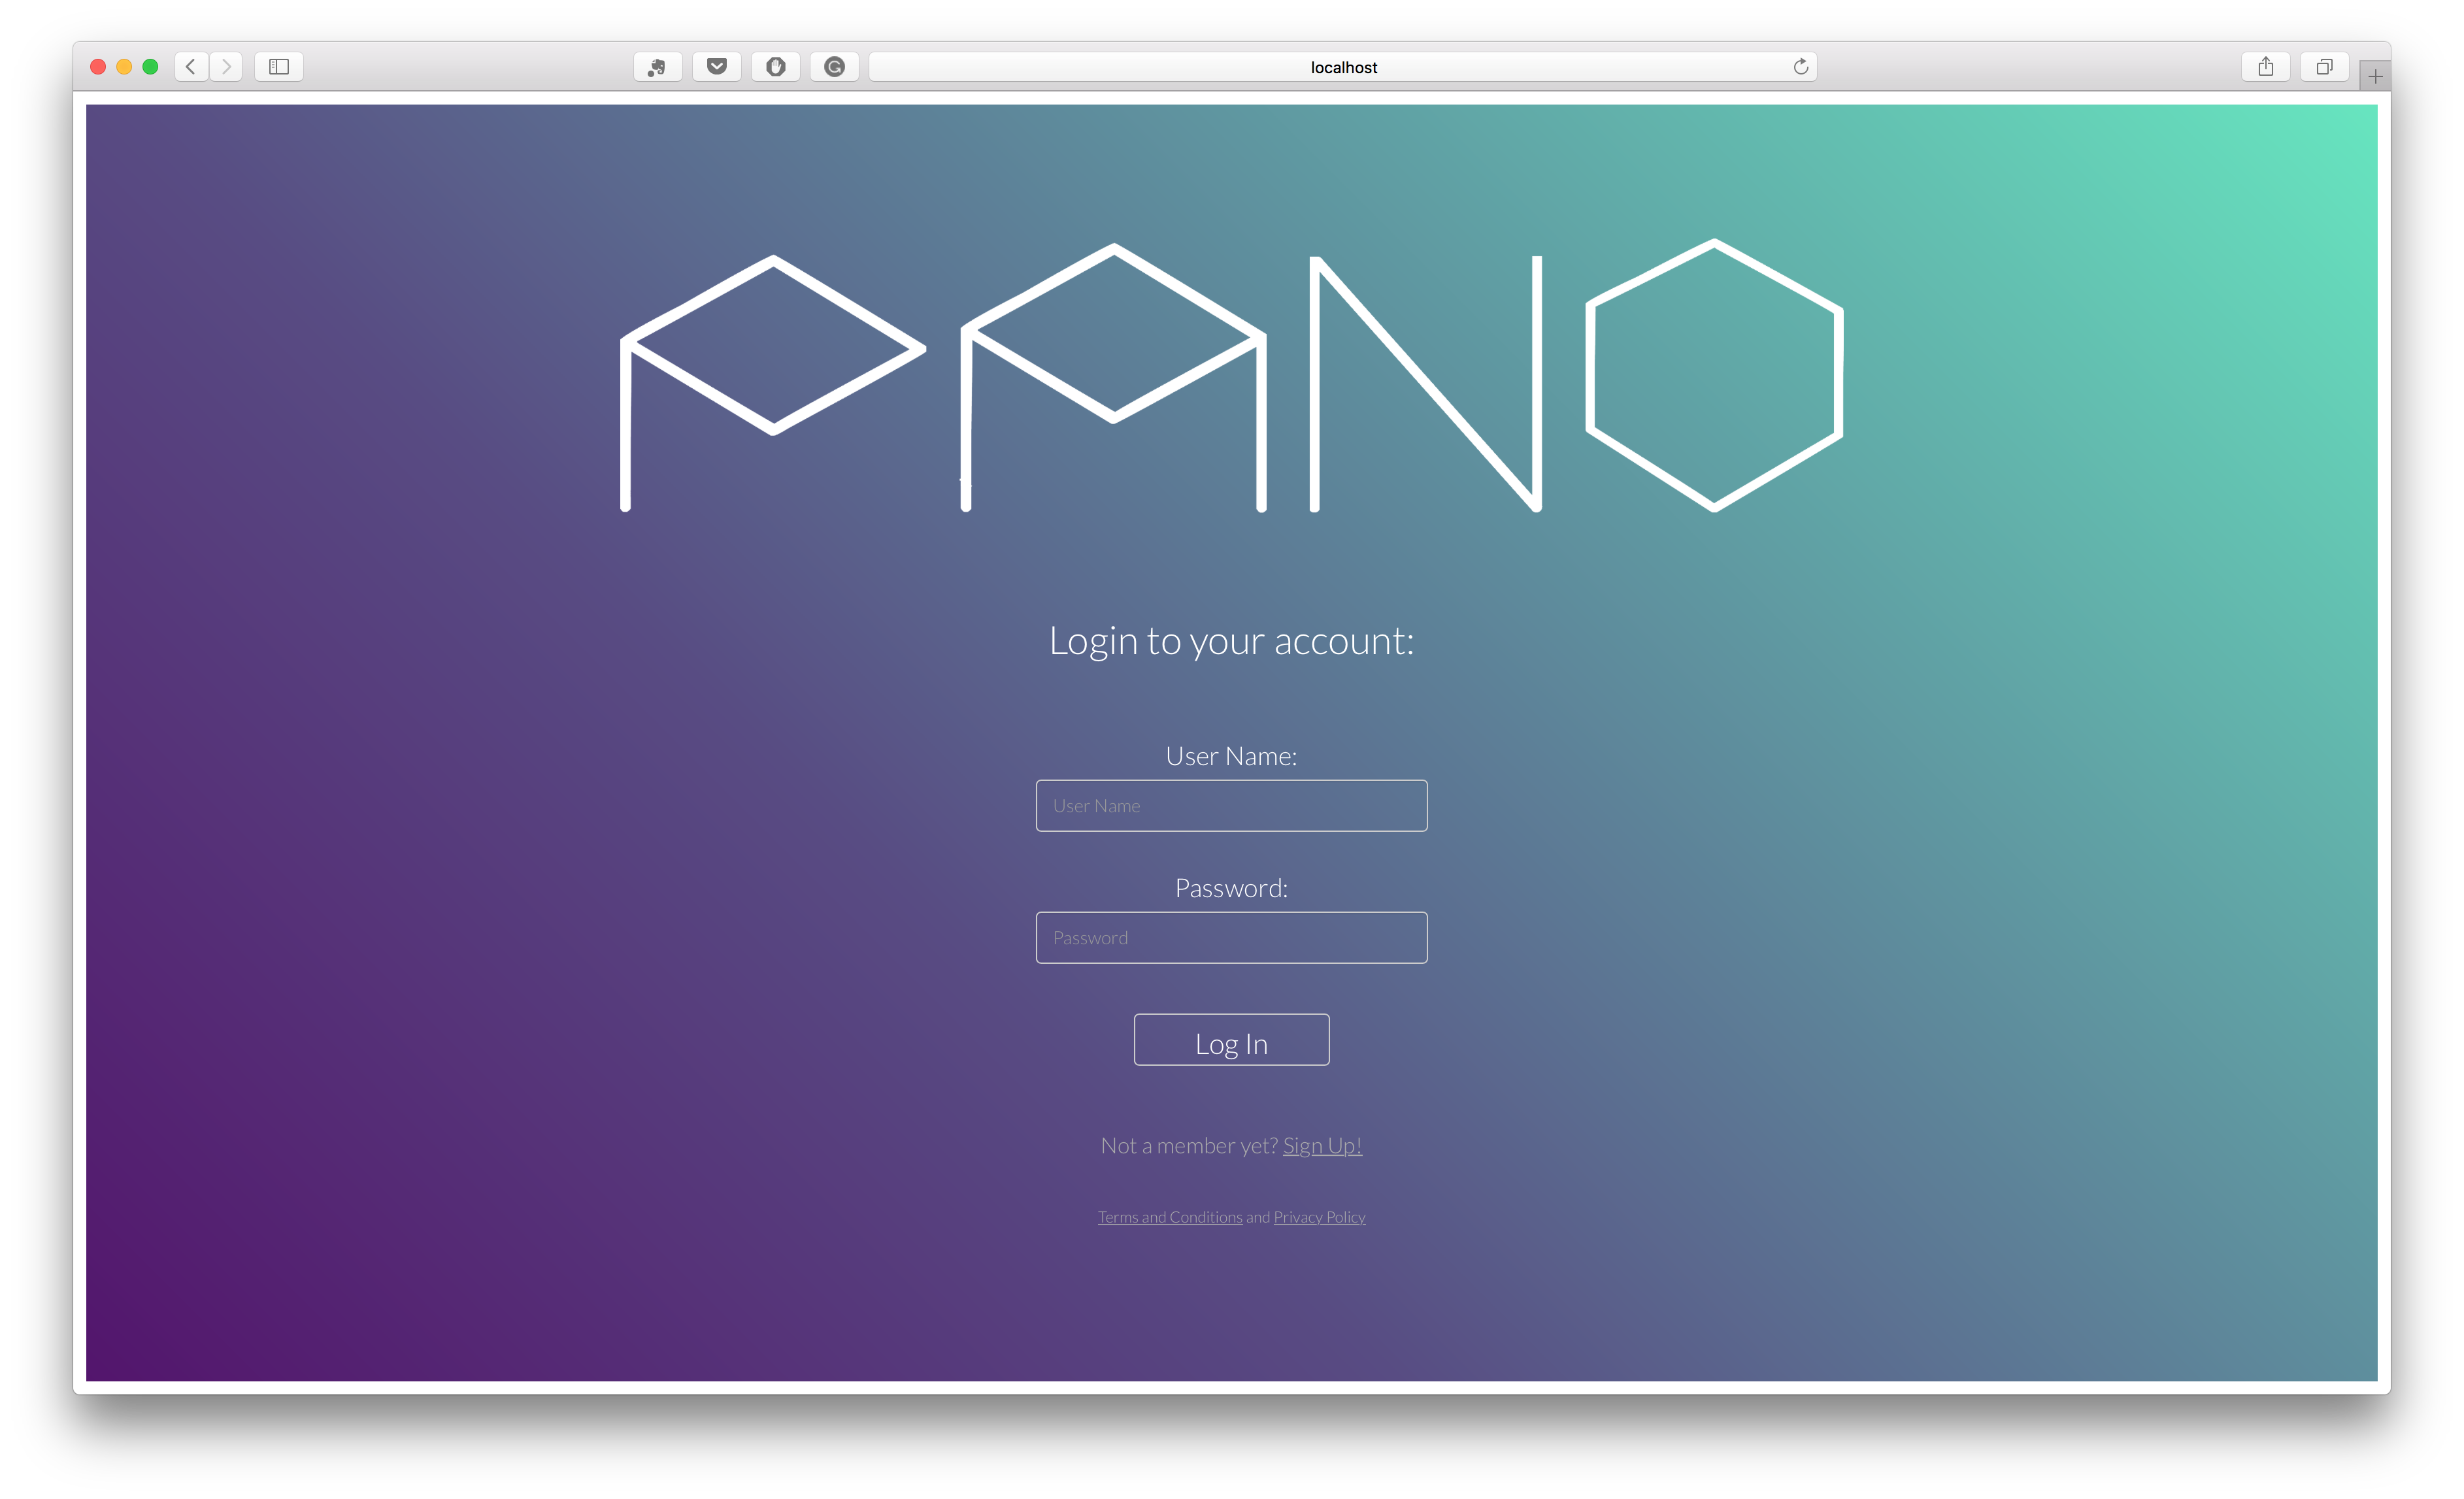 localhost
PANO
Login to your account:
User Name:
User Name
Password:
Password
Log In
Not a member yet? Sign Up!
Terms and Conditions and Privacy Policy